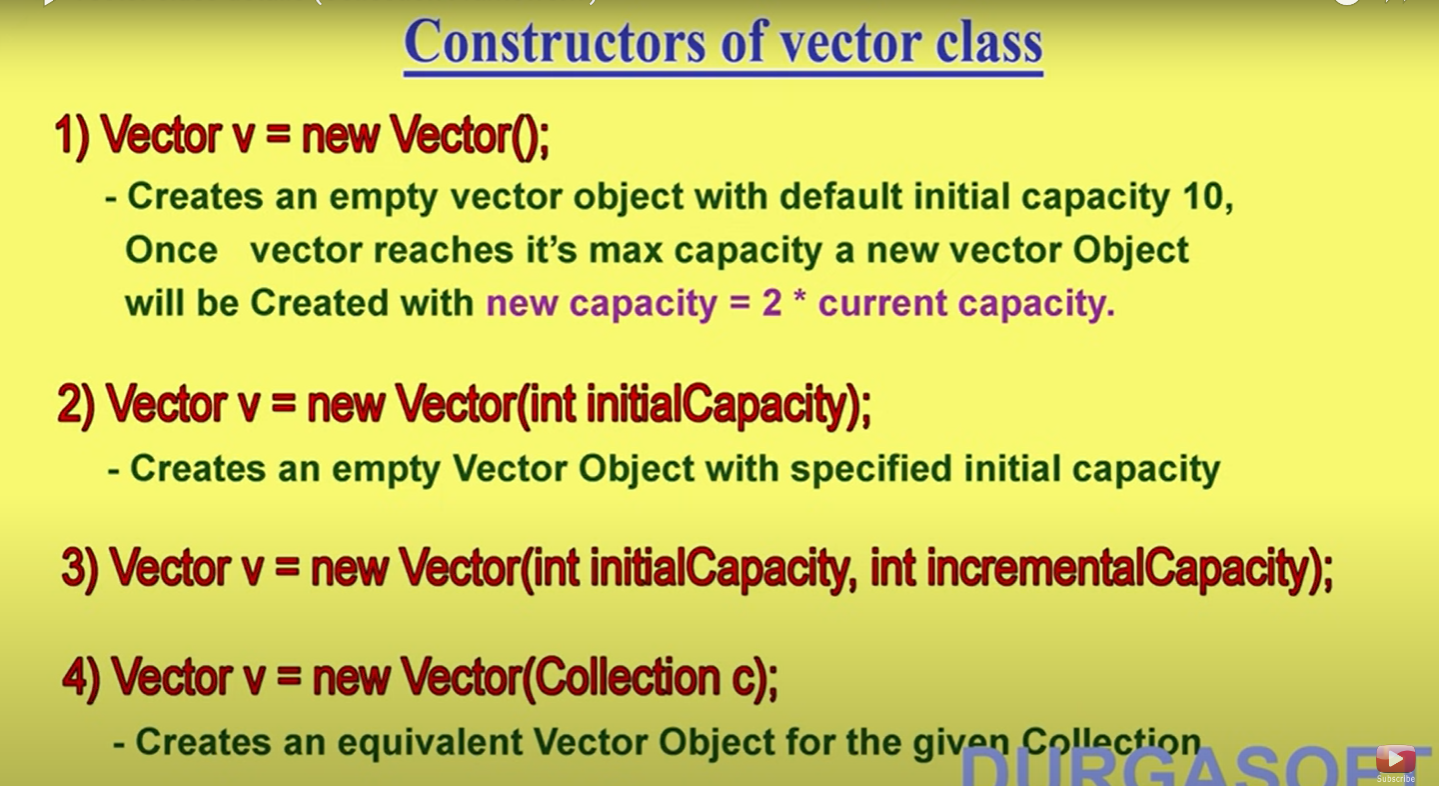 Constructors of vector class
1) Vector v = new Vector();
- Creates an empty vector object with default initial capacity 10,
Once vector reaches it’s max capacity a new vector Object
will be Created with new capacity = 2 * current capacity.
2) Vector v = new Vector(int initialCapacity);
- Creates an empty Vector Object with specified initial capacity
3) Vector v = new Vector(int initialCapacity, int incrementalCapacity);
4) Vector v = new Vector(Collection c);
- Creates an equivalent Vector Object for the given Collection
DURGASOFT
Subscribe